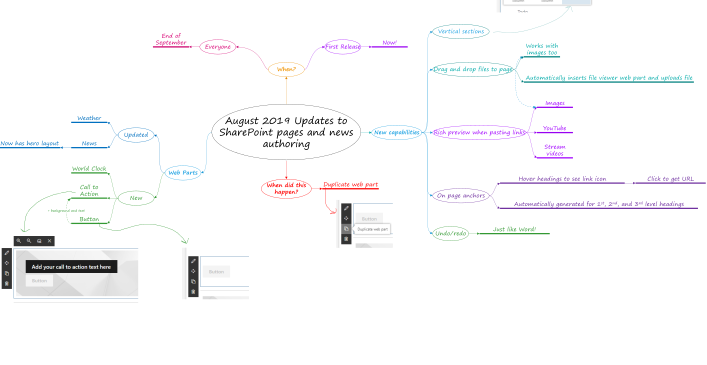 Vertical sections
End of
September
Everyone
First Release
Now!
When?
Works with
images too
Drag and drop files to page
Automatically inserts file viewer web part and uploads file
August 2019 Updates to
SharePoint pages and news
authoring
New capabilities
Images
Rich preview when pasting links
YouTube
Stream
videos
Weather
Updated
News
Now has hero layout
Web Parts
World Clock
Call to
Action
New
Button
When did this
happen?
Duplicate web part
Button
Duplicate web part
On page anchors
Hover headings to see link icon
Click to get URL
Automatically generated for 1st, 2nd, and 3rd level headings
Undo/redo
Just like Word!
Add your call to action text here
Button
Button